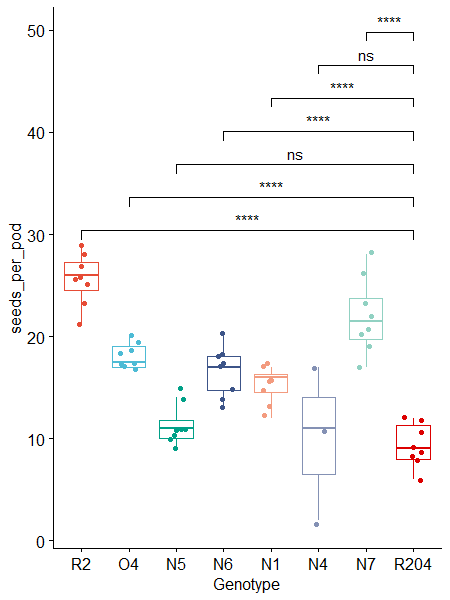 50
40
30
20
10
0
seeds_per_pod
****
ns
****
****
ns
****
****
R2 O4 N5 N6 N1 N4 N7 R204
Genotype